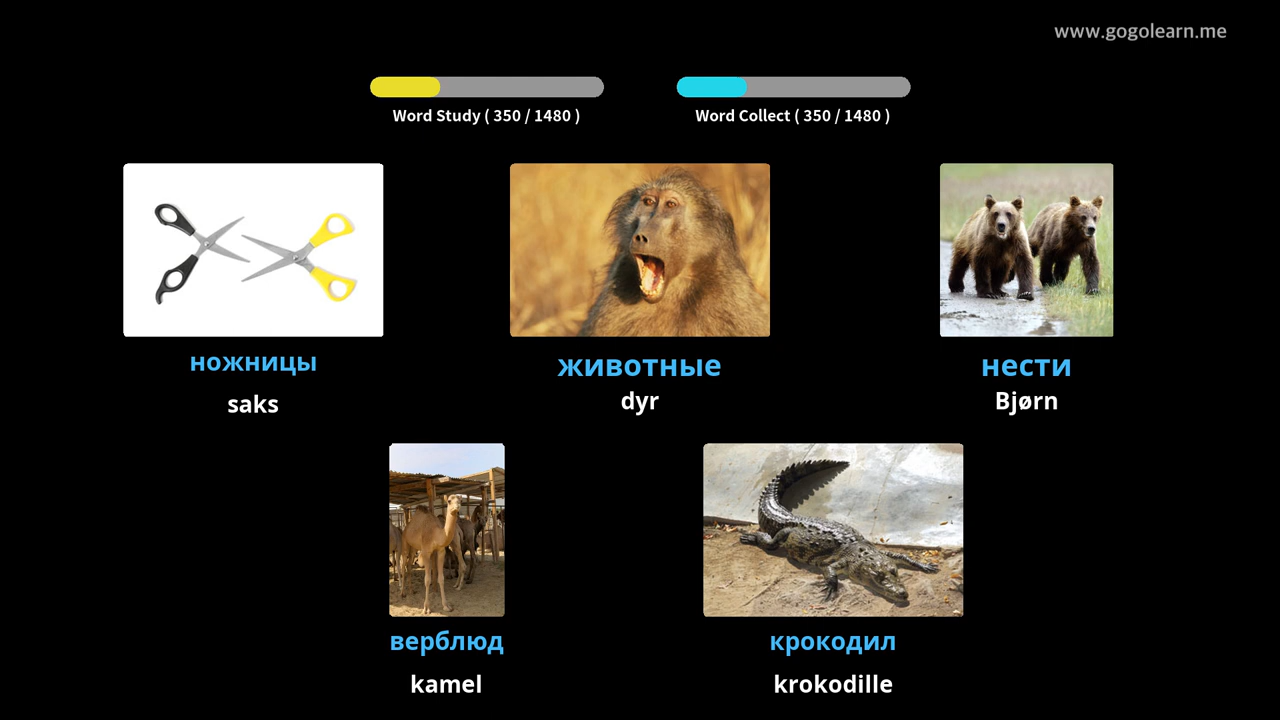 www.gogolearn.me
Word Study ( 350 / 1480 )
Word Collect ( 350 / 1480 )
ножницы
saks
животные
dyr
нести
Bjørn
верблюд
kamel
крокодил
krokodille